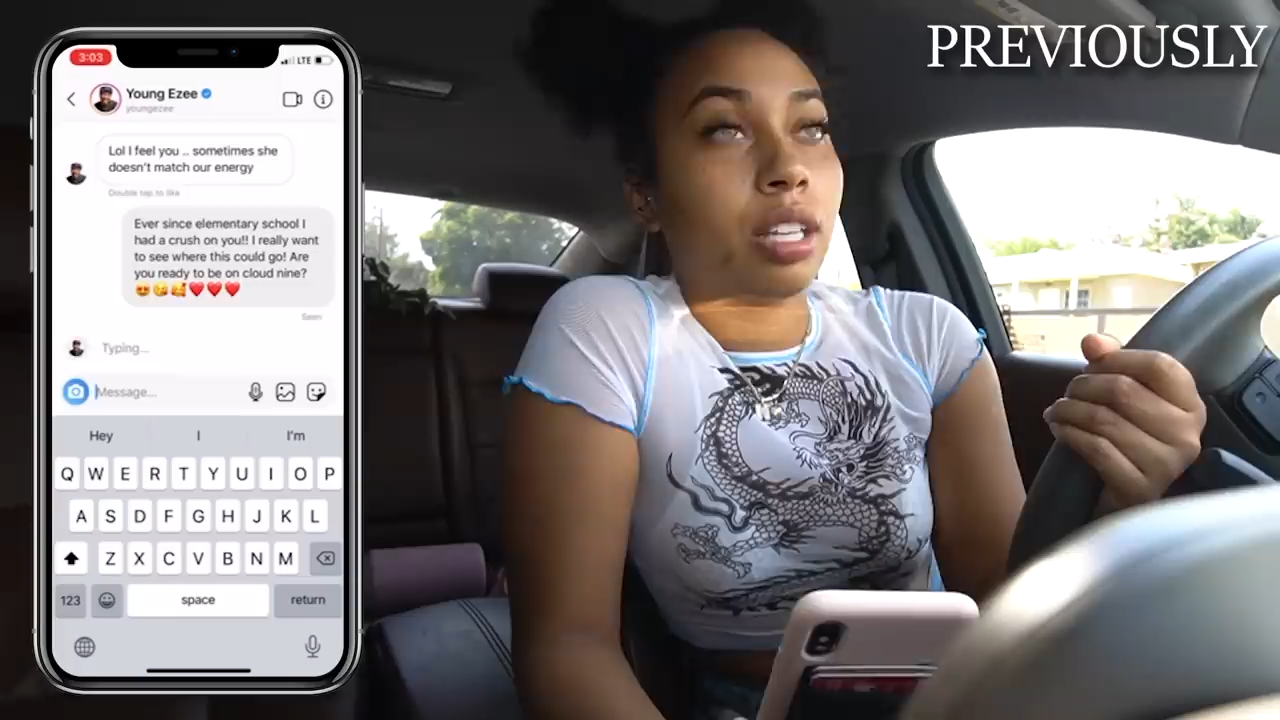 PREVIOUSLY
3:03
LTE
Young Ezee
youngezee
Lol I feel you .. sometimes she
doesn't match our energy
Double tap to like
Ever since elementary school I
had a crush on you!! I really want
to see where this could go! Are
you ready to be on cloud nine?
😍😘🥰❤️❤️❤️
Seen
Typing...
Message...
Hey I I'm
Q W E R T Y U I O P
A S D F G H J K L
Z X C V B N M
123 space return